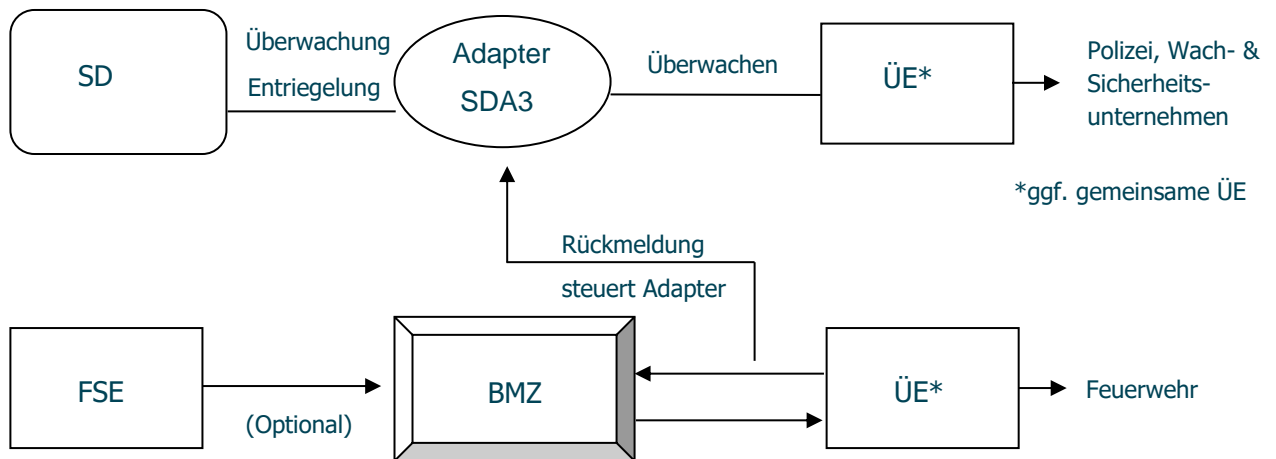 SD
Überwachung
Entriegelung
Adapter
SDA3
Überwachen
ÜE*
Polizei, Wach- &
Sicherheits-
unternehmen
*ggf. gemeinsame ÜE
Rückmeldung
steuert Adapter
FSE
(Optional)
BMZ
ÜE*
Feuerwehr